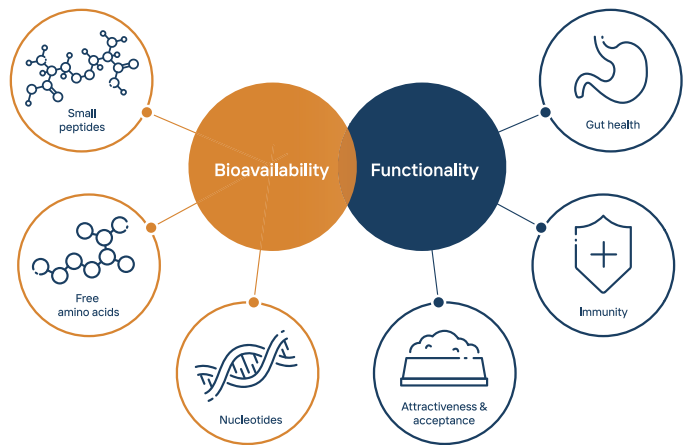 Small
peptides
Gut health
Bioavailability
Functionality
Free
amino acids
Immunity
Nucleotides
Attractiveness &
acceptance